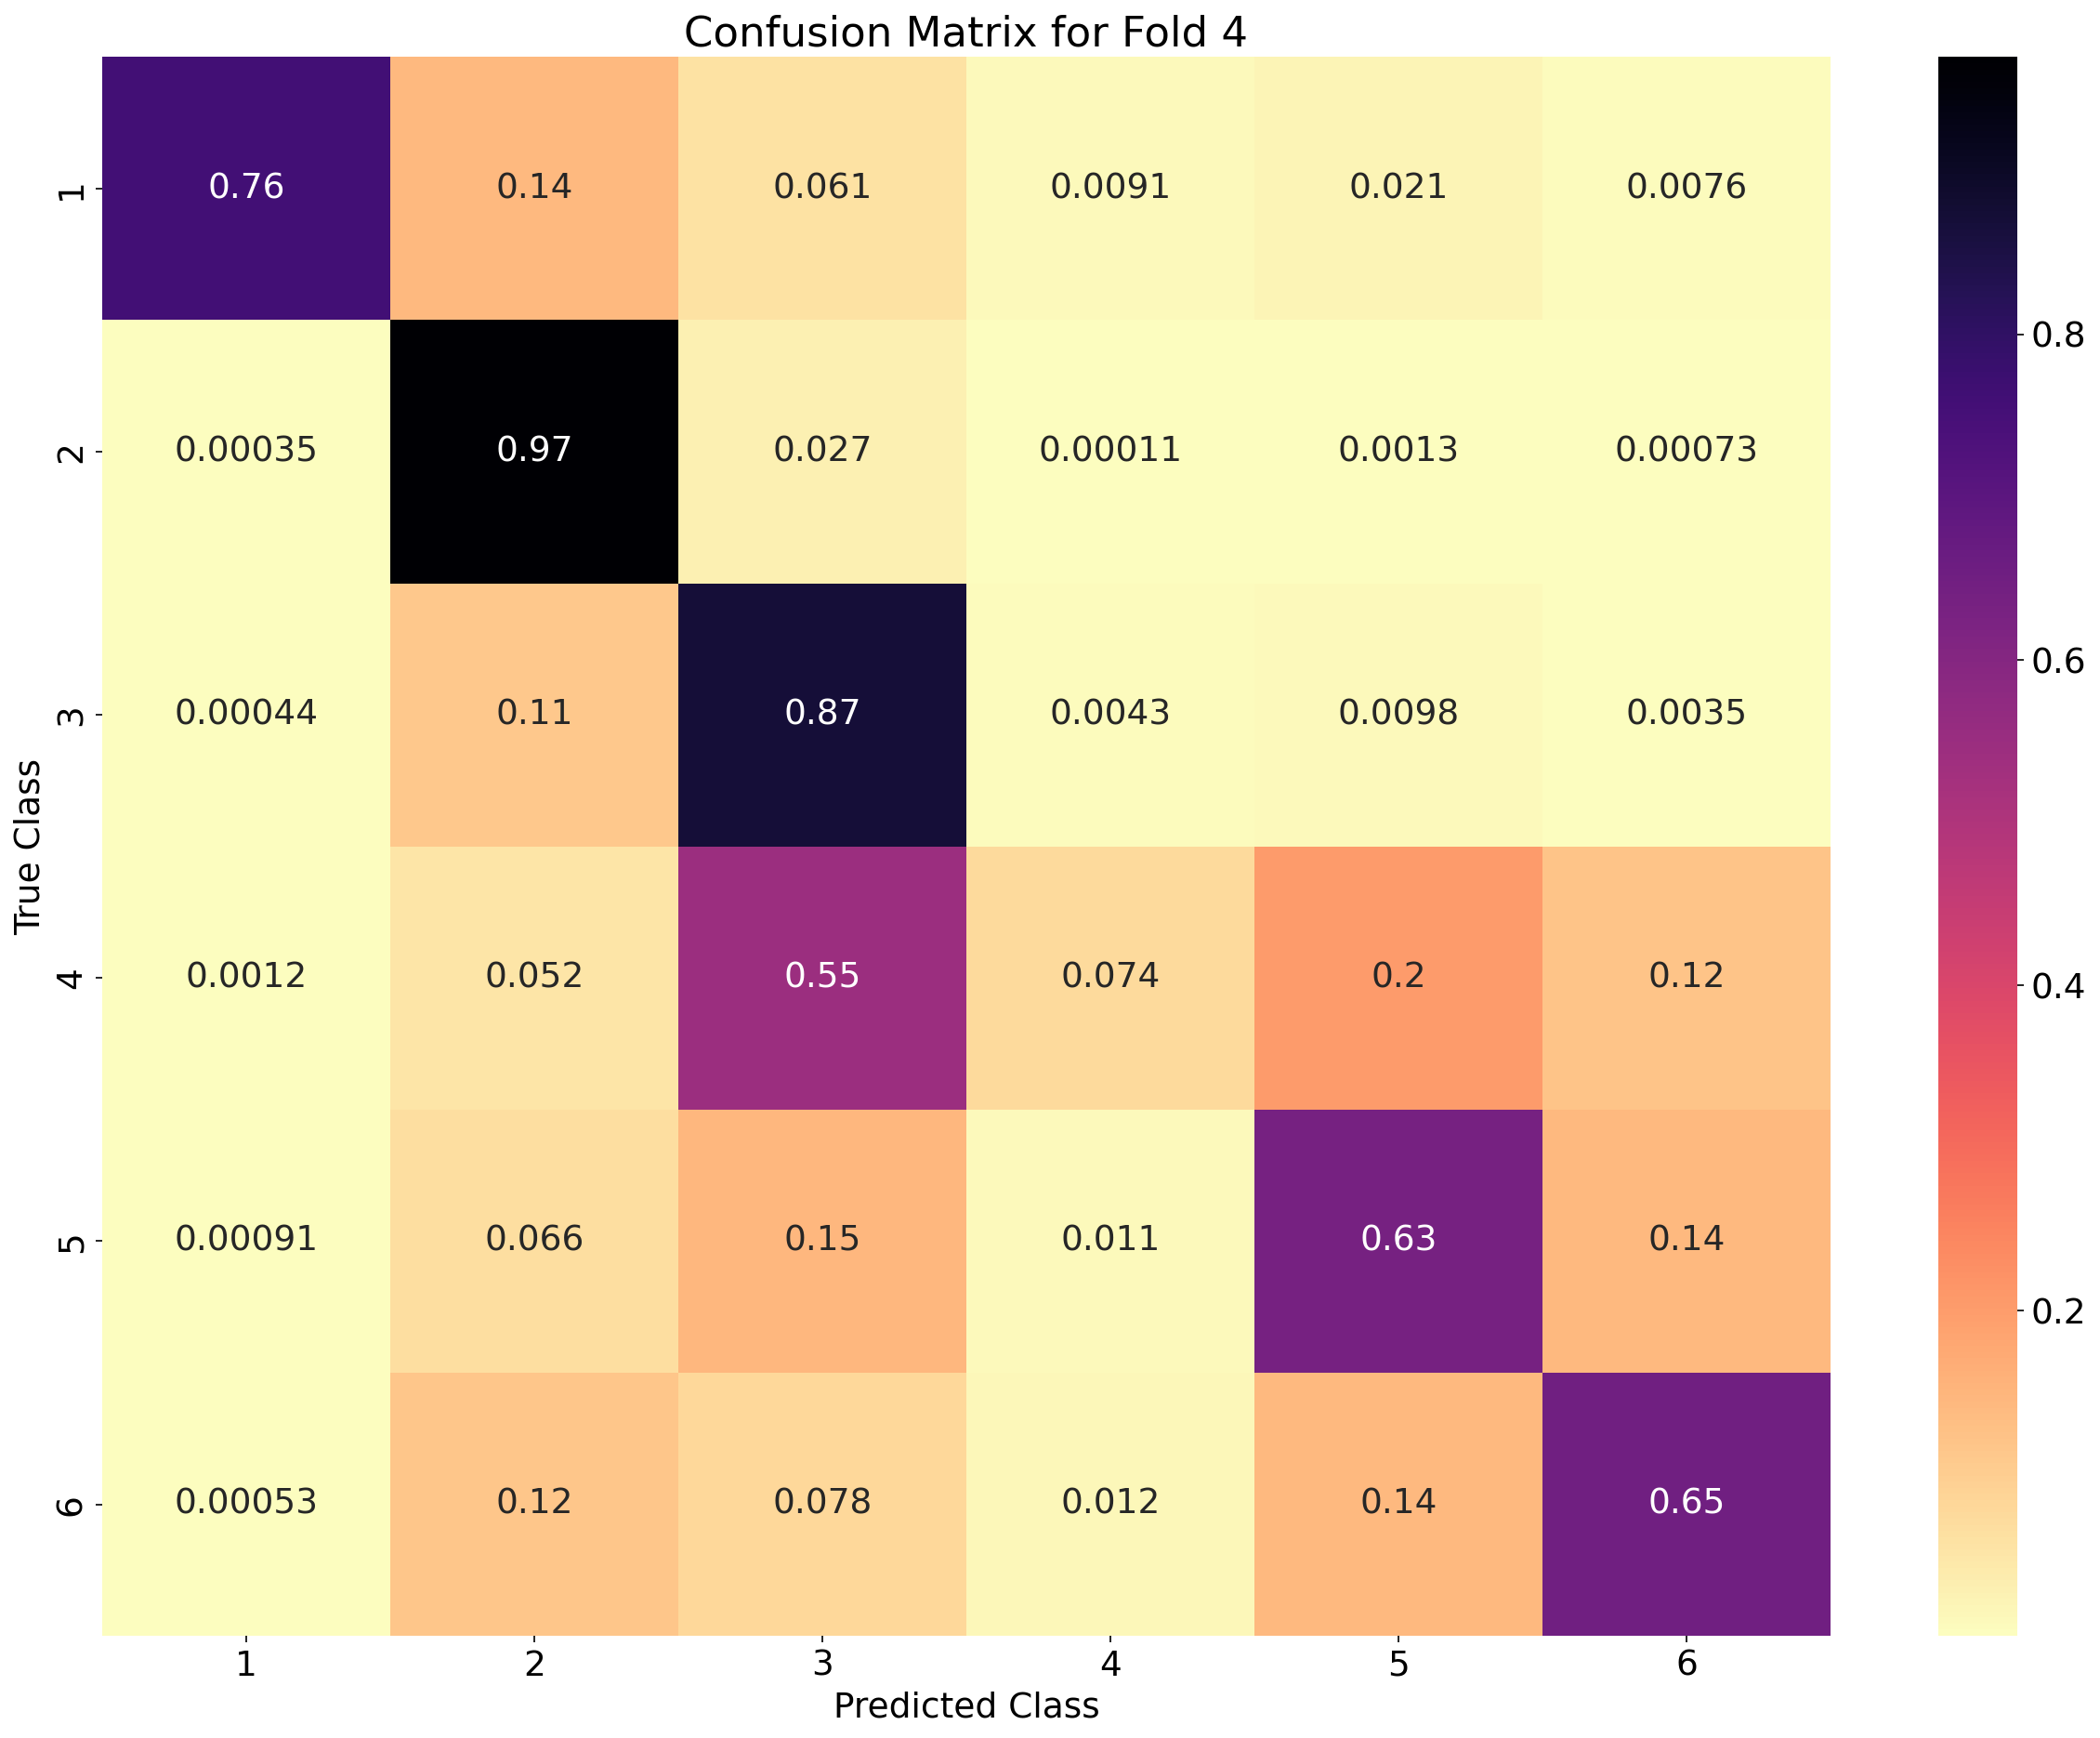 Confusion Matrix for Fold 4
True Class
1 0.76 0.14 0.061 0.0091 0.021 0.0076
2 0.00035 0.97 0.027 0.00011 0.0013 0.00073
3 0.00044 0.11 0.87 0.0043 0.0098 0.0035
4 0.0012 0.052 0.55 0.074 0.2 0.12
5 0.00091 0.066 0.15 0.011 0.63 0.14
6 0.00053 0.12 0.078 0.012 0.14 0.65
1 2 3 4 5 6
Predicted Class
0.8
0.6
0.4
0.2